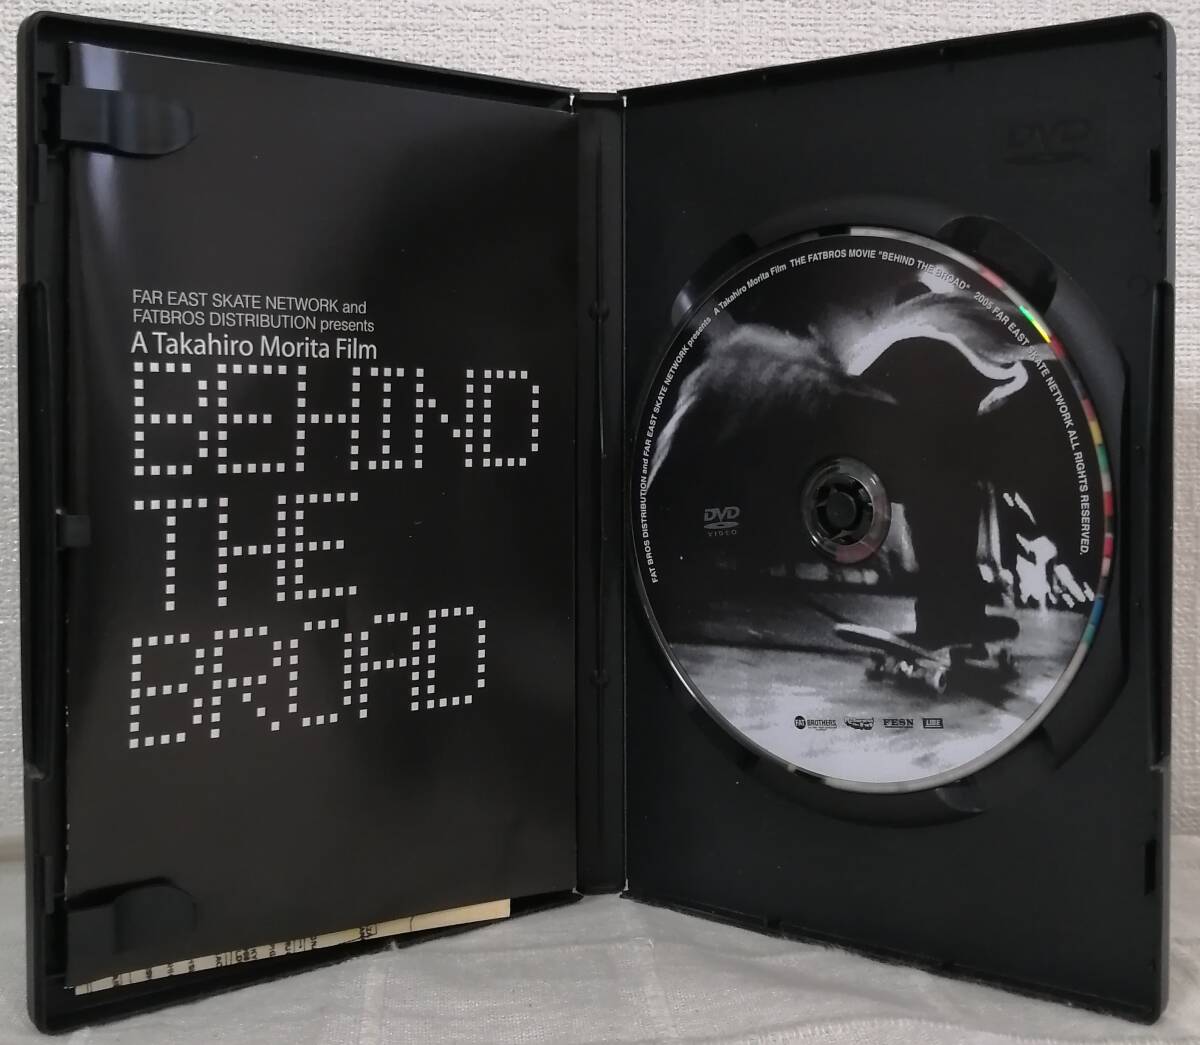 FAR EAST SKATE NETWORK and
FATBROS DISTRIBUTION presents
A Takahiro Morita Film
BEHIND
THE
BROAD
DVD
FAT BROS DISTRIBUTION and FAR EAST SKATE NETWORK presents A Takahiro Morita Film THE FATBROS MOVIE "BEHIND THE BROAD" 2005 FAR EAST SKATE NETWORK ALL RIGHTS RESERVED.
DVD
VIDEO
FAT BROTHERS
FESN